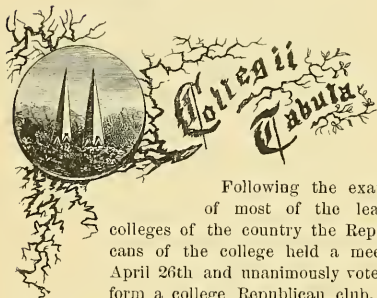 Collegii
Tabula.
Following the exa
of most of the lea
colleges of the country the Rep
cans of the college held a mee
April 26th and unanimously vote
form a college Republican club.